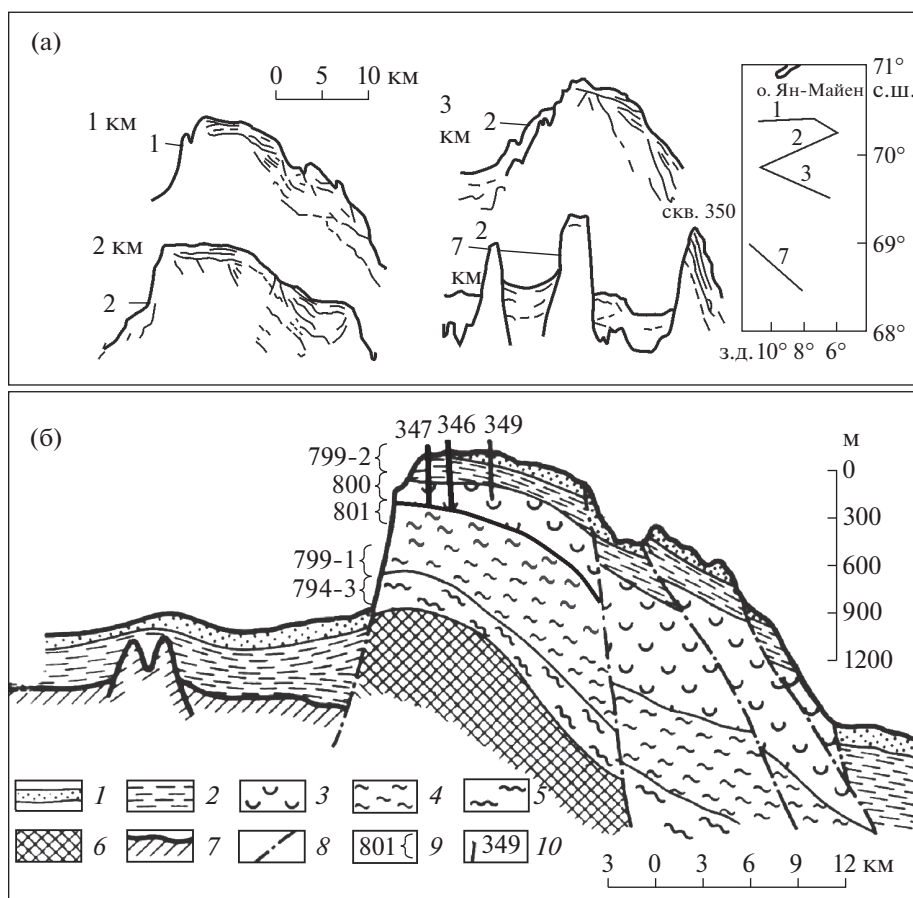 (а)
0 5 10 км
1 км
1
2 км
2
3
км
2
2
7
км
скв. 350
71°
с.ш.
о. Ян-Майен
1
2
3
7
70°
69°
68°
з.д. 10° 8° 6°
(б)
347 346 349
799-2
800
801
799-1
794-3
м
0
300
600
900
1200
1 2 3 4 5
6 7 8 801 9 349 10
3 0 3 6 9 12 км